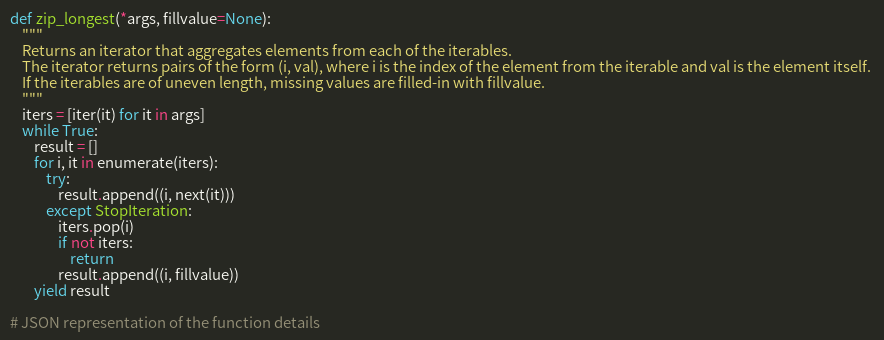 def zip_longest(*args, fillvalue=None):
    """
    Returns an iterator that aggregates elements from each of the iterables.
    The iterator returns pairs of the form (i, val), where i is the index of the element from the iterable and val is the element itself.
    If the iterables are of uneven length, missing values are filled-in with fillvalue.
    """
    iters = [iter(it) for it in args]
    while True:
        result = []
        for i, it in enumerate(iters):
            try:
                result.append((i, next(it)))
            except StopIteration:
                iters.pop(i)
                if not iters:
                    return
                result.append((i, fillvalue))
        yield result

# JSON representation of the function details